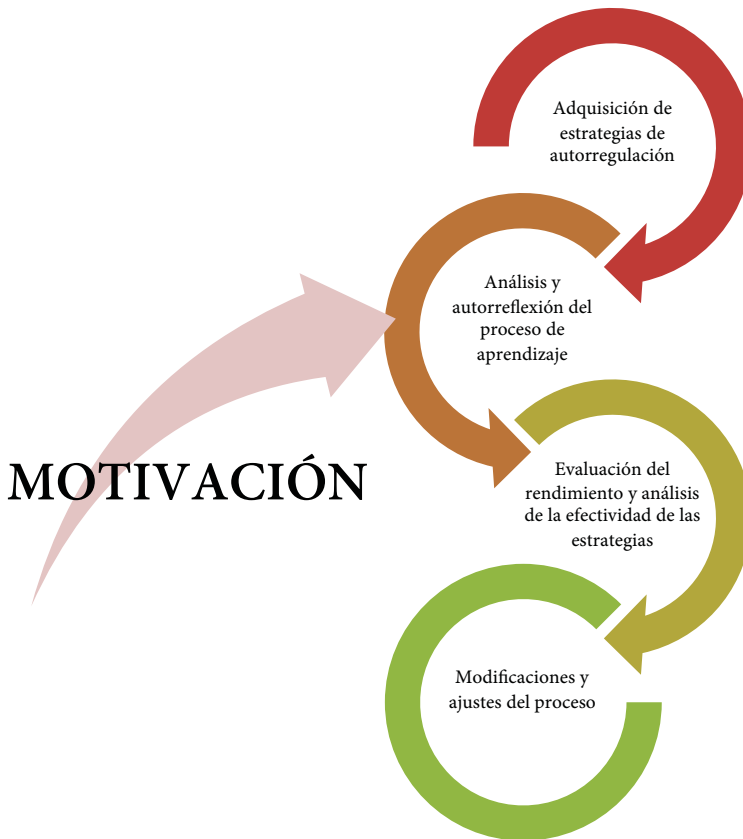 Adquisición de
estrategias de
autorregulación
Análisis y
autorreflexión del
proceso de
aprendizaje
MOTIVACIÓN
Evaluación del
rendimiento y análisis
de la efectividad de las
estrategias
Modificaciones y
ajustes del proceso